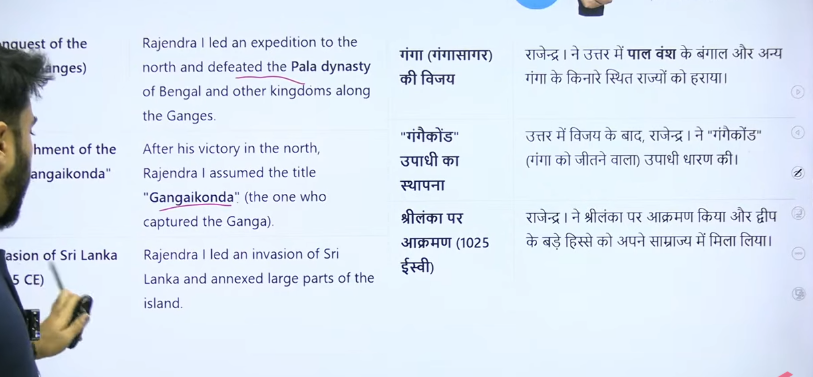 nquest of the
anges)
Rajendra I led an expedition to the
north and defeated the Pala dynasty
of Bengal and other kingdoms along
the Ganges.
hment of the
angaikonda"
After his victory in the north,
Rajendra I assumed the title
"Gangaikonda" (the one who
captured the Ganga).
asion of Sri Lanka
5 CE)
Rajendra I led an invasion of Sri
Lanka and annexed large parts of the
island.
गंगा (गंगासागर)
की विजय
राजेन्द्र I ने उत्तर में पाल वंश के बंगाल और अन्य
गंगा के किनारे स्थित राज्यों को हराया।
"गंगैकोंड"
उपाधी का
स्थापना
उत्तर में विजय के बाद, राजेन्द्र I ने "गंगैकोंड"
(गंगा को जीतने वाला) उपाधी धारण की।
श्रीलंका पर
आक्रमण (1025
ईस्वी)
राजेन्द्र I ने श्रीलंका पर आक्रमण किया और द्वीप
के बड़े हिस्से को अपने साम्राज्य में मिला लिया।